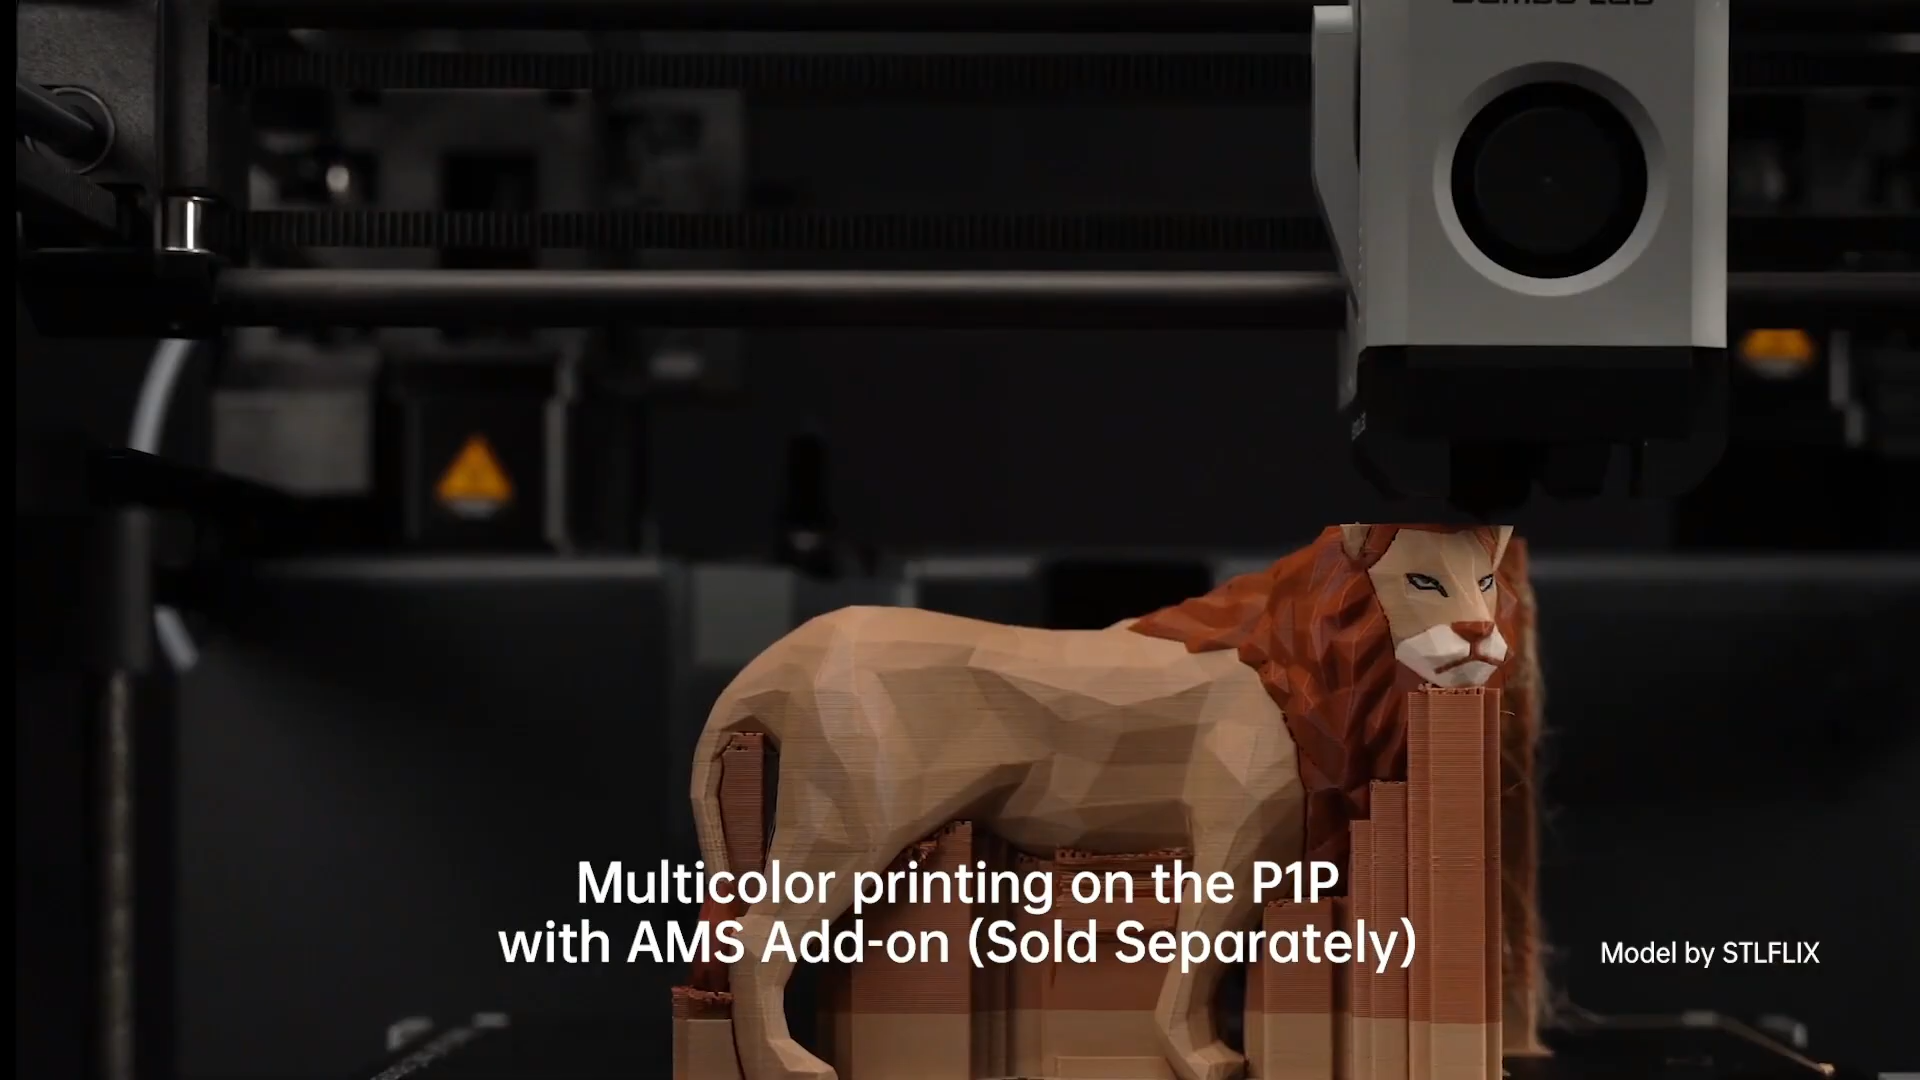 Multicolor printing on the P1P
with AMS Add-on (Sold Separately)
Model by STLFLIX